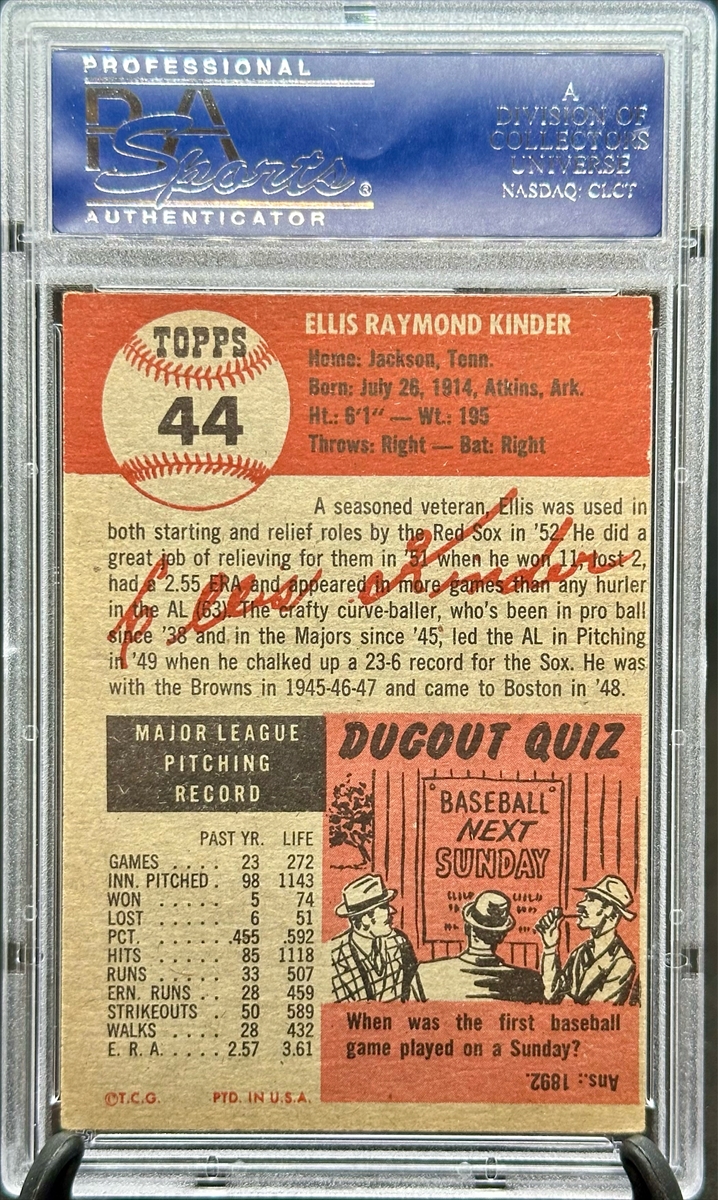 PROFESSIONAL
PSA
Sports®
AUTHENTICATOR
A
DIVISION OF
COLLECTORS
UNIVERSE
NASDAQ: CLCT
TOPPS
44
ELLIS RAYMOND KINDER
Home: Jackson, Tenn.
Born: July 26, 1914, Atkins, Ark.
Ht.: 6'1" — Wt.: 195
Throws: Right — Bat: Right
A seasoned veteran, Ellis was used in
both starting and relief roles by the Red Sox in '52. He did a
great job of relieving for them in '51 when he won 11, lost 2,
had a 2.55 ERA and appeared in more games than any hurler
in the AL (63). The crafty curve-baller, who's been in pro ball
since '38 and in the Majors since '45, led the AL in Pitching
in '49 when he chalked up a 23-6 record for the Sox. He was
with the Browns in 1945-46-47 and came to Boston in '48.
Ellis Kinder
MAJOR LEAGUE
PITCHING
RECORD
PAST YR. LIFE
GAMES . . . . 23 272
INN. PITCHED . 98 1143
WON . . . . . 5 74
LOST . . . . . 6 51
PCT. . . . . . .455 .592
HITS . . . . . 85 1118
RUNS . . . . . 33 507
ERN. RUNS . . 28 459
STRIKEOUTS . 50 589
WALKS . . . . 28 432
E. R. A. . . . . 2.57 3.61
©T.C.G. PTD. IN U.S.A.
DUGOUT QUIZ
BASEBALL
NEXT
SUNDAY
When was the first baseball
game played on a Sunday?
Ans.: 1892.